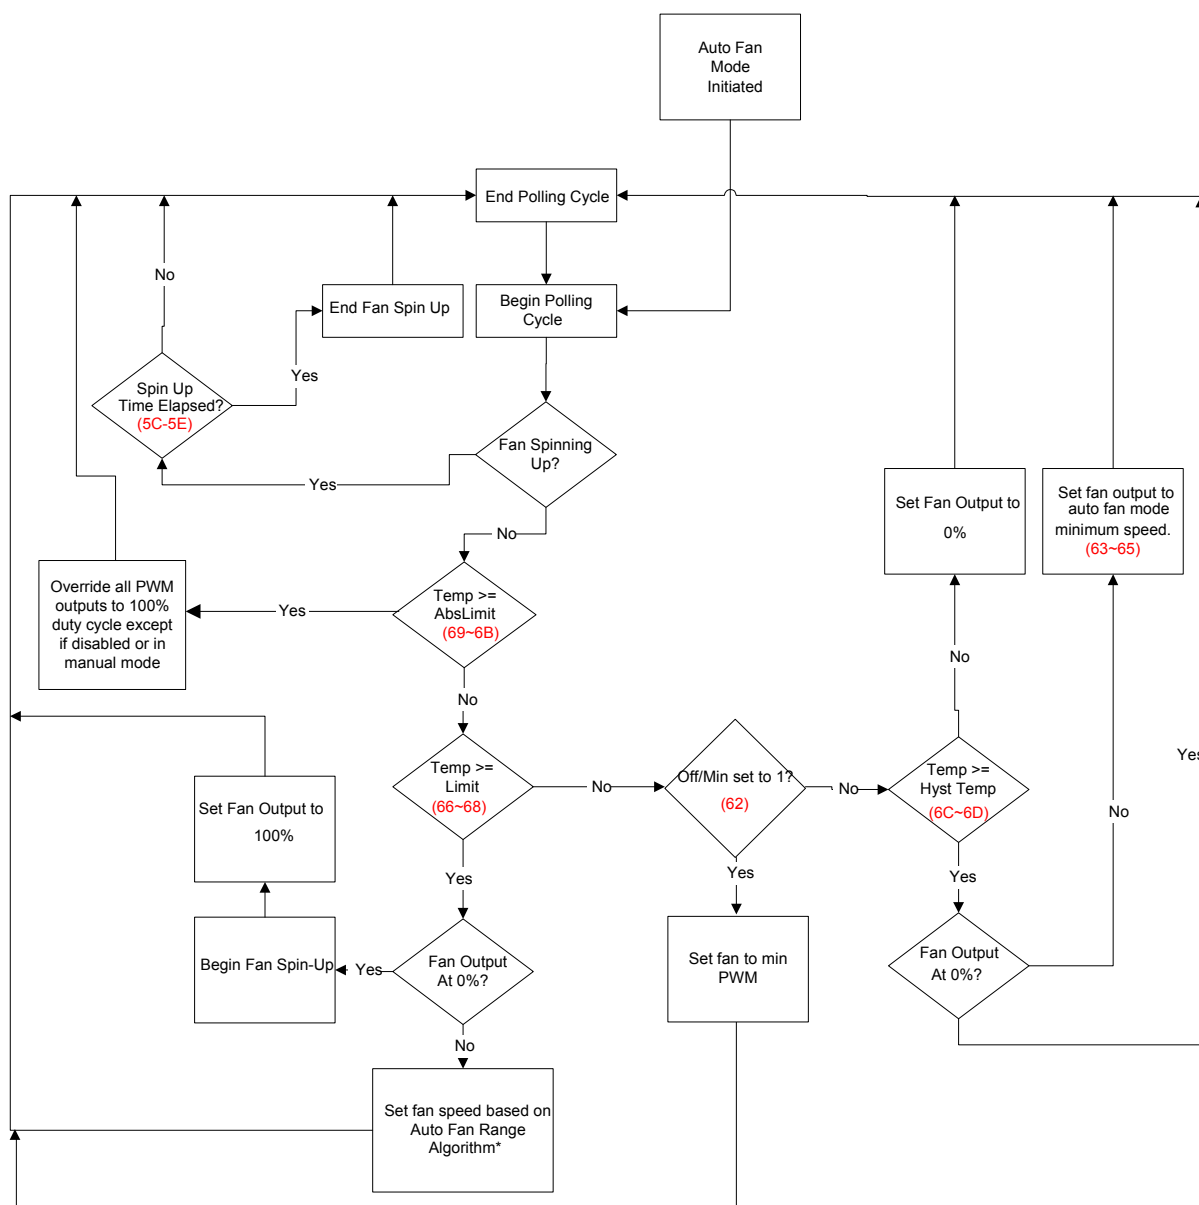 Auto Fan
Mode
Initiated
End Polling Cycle
No
End Fan Spin Up
Begin Polling
Cycle
Yes
Spin Up
Time Elapsed?
(5C-5E)
Fan Spinning
Up?
Yes
No
Set Fan Output to
0%
Set fan output to
auto fan mode
minimum speed.
(63~65)
Override all PWM
outputs to 100%
duty cycle except
if disabled or in
manual mode
Yes
Temp >=
AbsLimit
(69~6B)
No
No
Temp >=
Limit
(66~68)
No
Off/Min set to 1?
(62)
No
Temp >=
Hyst Temp
(6C~6D)
Yes
No
Set Fan Output to
100%
Yes
Yes
Yes
Begin Fan Spin-Up
Yes
Fan Output
At 0%?
Set fan to min
PWM
Fan Output
At 0%?
No
Set fan speed based on
Auto Fan Range
Algorithm*